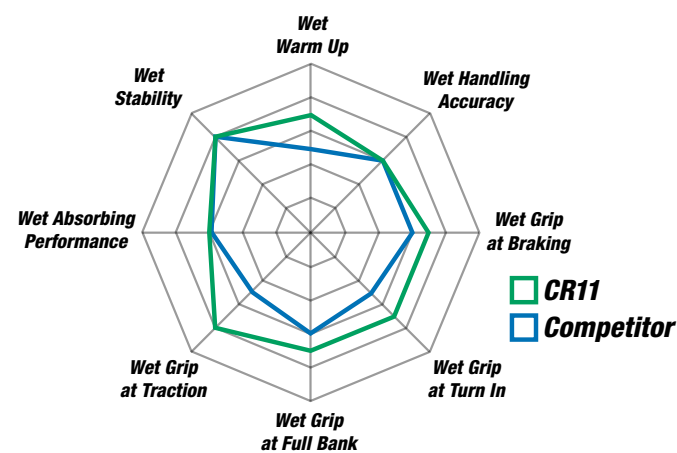 Wet
Warm Up
Wet Handling
Accuracy
Wet
Stability
Wet Grip
at Braking
Wet Absorbing
Performance
CR11
Competitor
Wet Grip
at Turn In
Wet Grip
at Traction
Wet Grip
at Full Bank